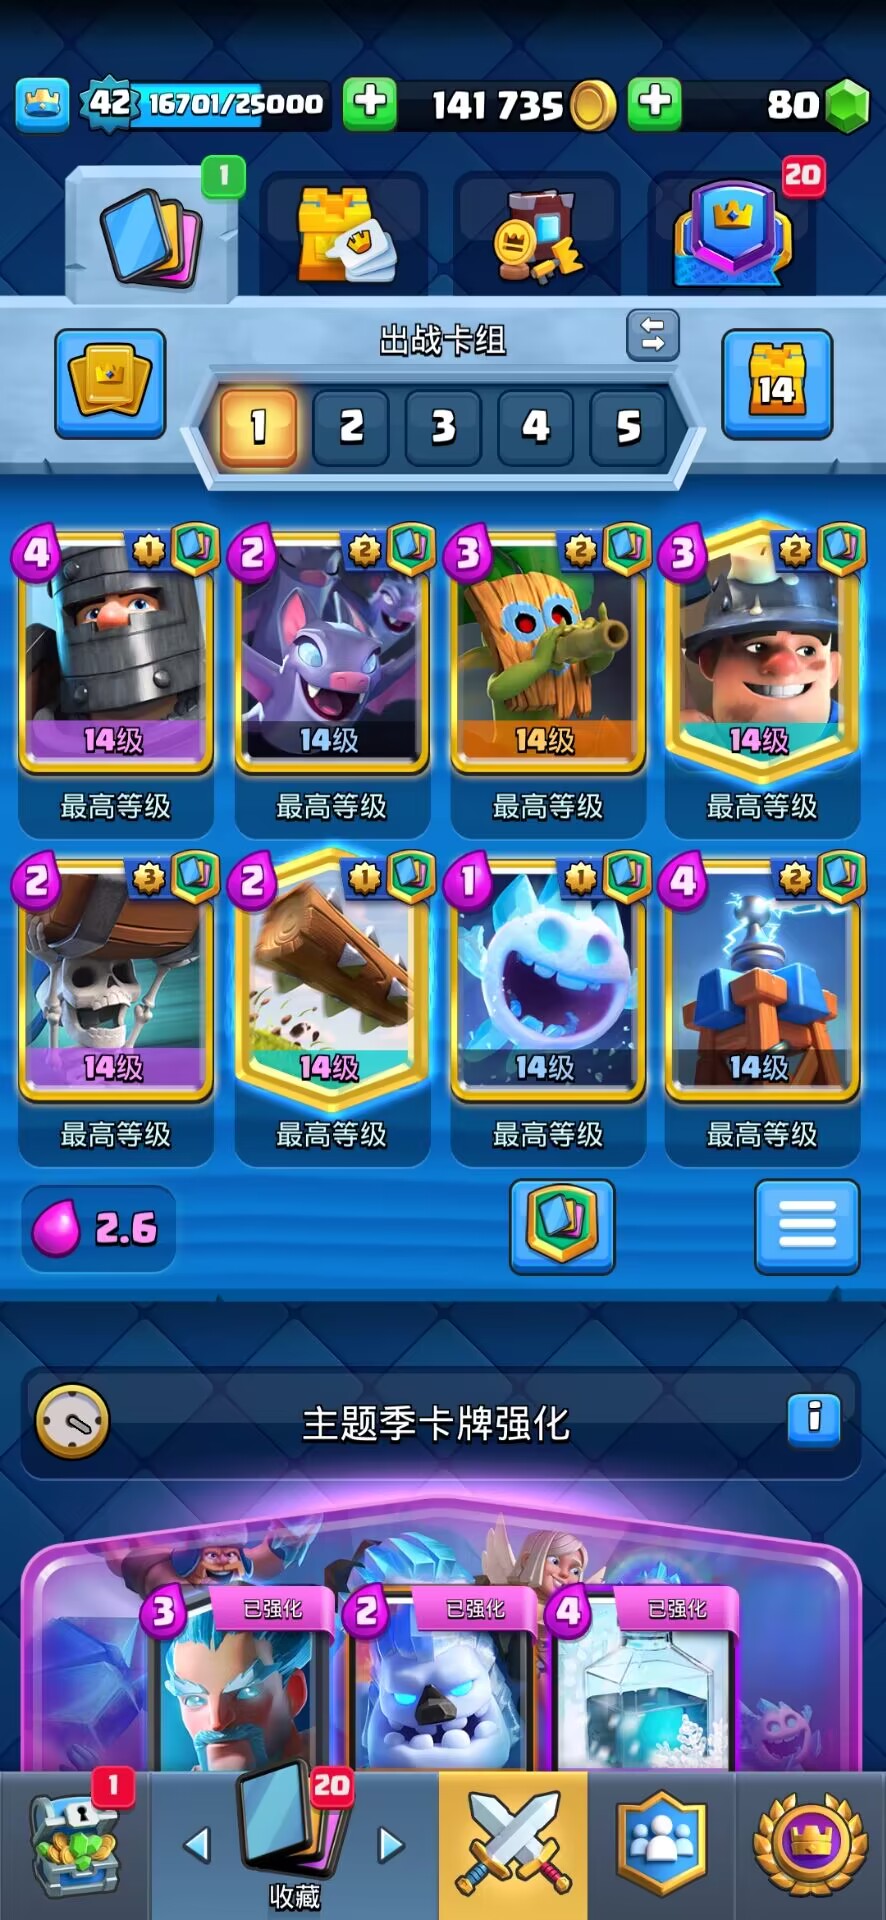 42 16701/25000 141 735 80
1 20
出战卡组
14
1 2 3 4 5
4 1 2 2 3 2 3 2
14级 14级 14级 14级
最高等级 最高等级 最高等级 最高等级
2 3 2 1 1 1 4 2
14级 14级 14级 14级
最高等级 最高等级 最高等级 最高等级
2.6
主题季卡牌强化 i
3 已强化 2 已强化 4 已强化
1 20
收藏